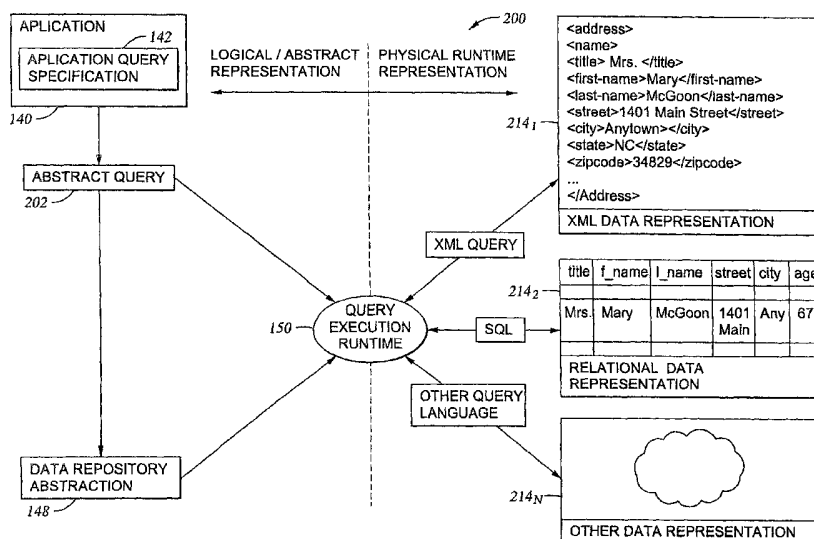 APLICATION
142
APLICATION QUERY
SPECIFICATION
140
200
LOGICAL / ABSTRACT
REPRESENTATION
PHYSICAL RUNTIME
REPRESENTATION
ABSTRACT QUERY
202
XML QUERY
QUERY
EXECUTION
RUNTIME
150
SQL
OTHER QUERY
LANGUAGE
DATA REPOSITORY
ABSTRACTION
148
<address>
<name>
<title> Mrs. </title>
<first-name>Mary</first-name>
<last-name>McGoon</last-name>
<street>1401 Main Street</street>
<city>Anytown></city>
<state>NC</state>
<zipcode>34829</zipcode>
...
</Address>
XML DATA REPRESENTATION
214₁
title f_name l_name street city age
Mrs. Mary McGoon 1401 Any 67
Main
RELATIONAL DATA
REPRESENTATION
214₂
214N
OTHER DATA REPRESENTATION